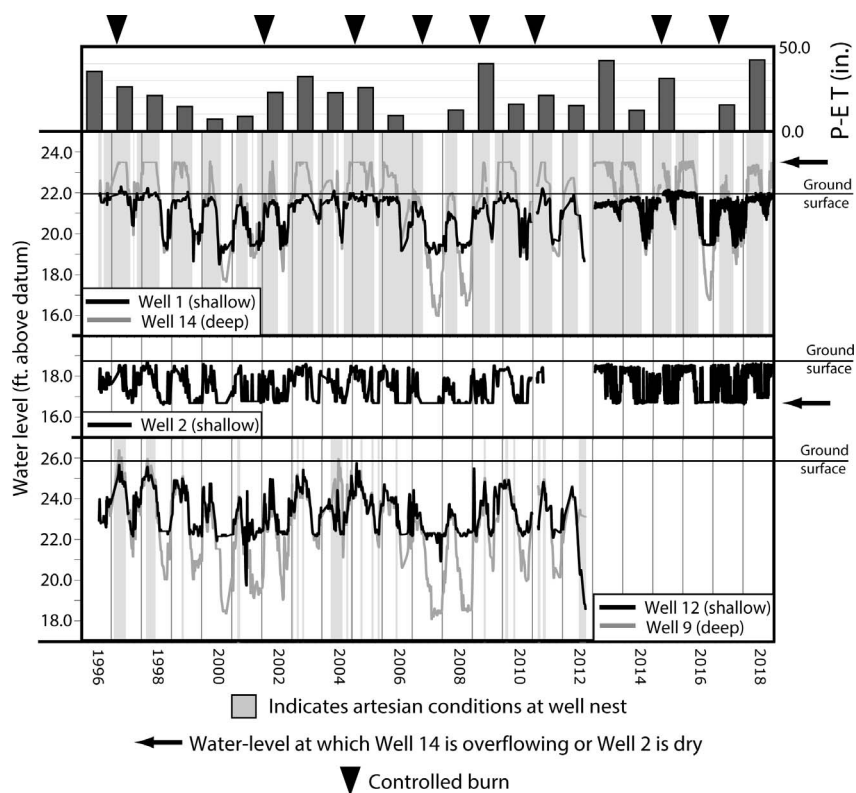 50.0
0.0
P-E T (in.)
24.0
22.0
20.0
18.0
16.0
Ground
surface
Well 1 (shallow)
Well 14 (deep)
18.0
16.0
Ground
surface
Well 2 (shallow)
Water level (ft. above datum)
26.0
24.0
22.0
20.0
18.0
Ground
surface
Well 12 (shallow)
Well 9 (deep)
1996
1998
2000
2002
2004
2006
2008
2010
2012
2014
2016
2018
Indicates artesian conditions at well nest
Water-level at which Well 14 is overflowing or Well 2 is dry
Controlled burn